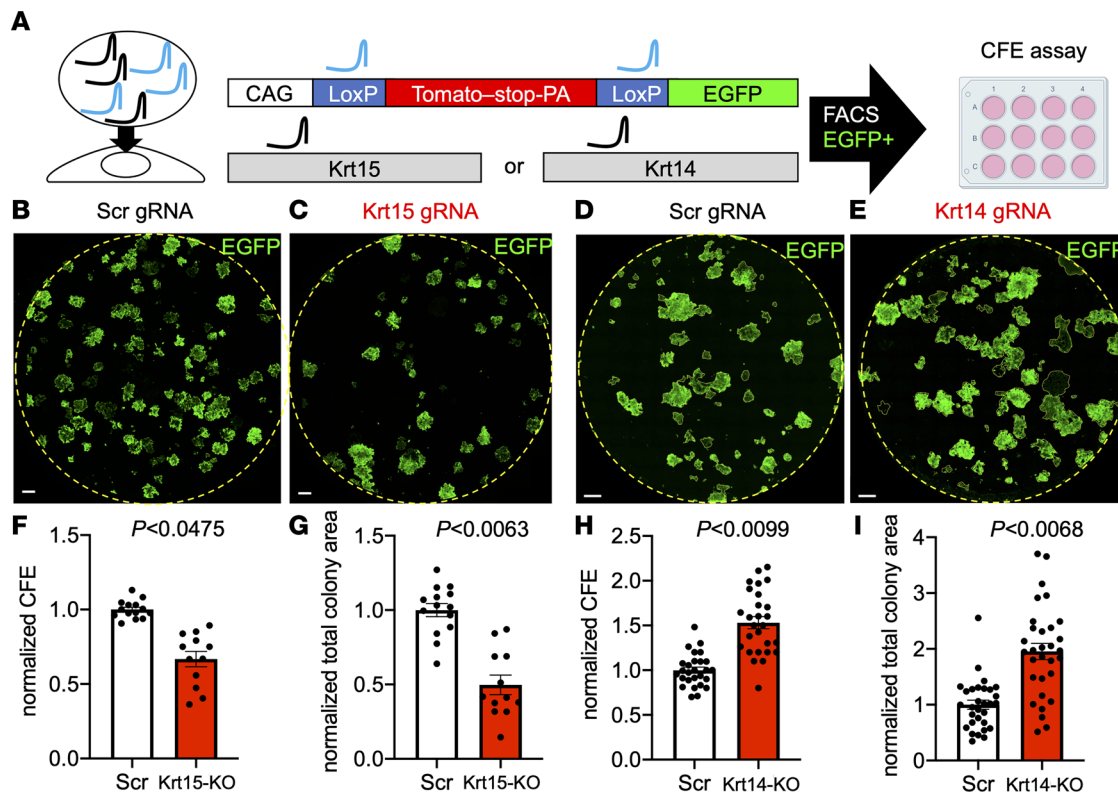 A
CFE assay
CAG LoxP Tomato–stop-PA LoxP EGFP
FACS
EGFP+
Krt15 or Krt14
1 2 3 4
A
B
C
B Scr gRNA C Krt15 gRNA D Scr gRNA E Krt14 gRNA
EGFP EGFP EGFP EGFP
F P<0.0475
normalized CFE
1.5
1.0
0.5
0.0
Scr Krt15-KO
G P<0.0063
normalized total colony area
1.5
1.0
0.5
0.0
Scr Krt15-KO
H P<0.0099
normalized CFE
2.5
2.0
1.5
1.0
0.5
0.0
Scr Krt14-KO
I P<0.0068
normalized total colony area
4
3
2
1
0
Scr Krt14-KO